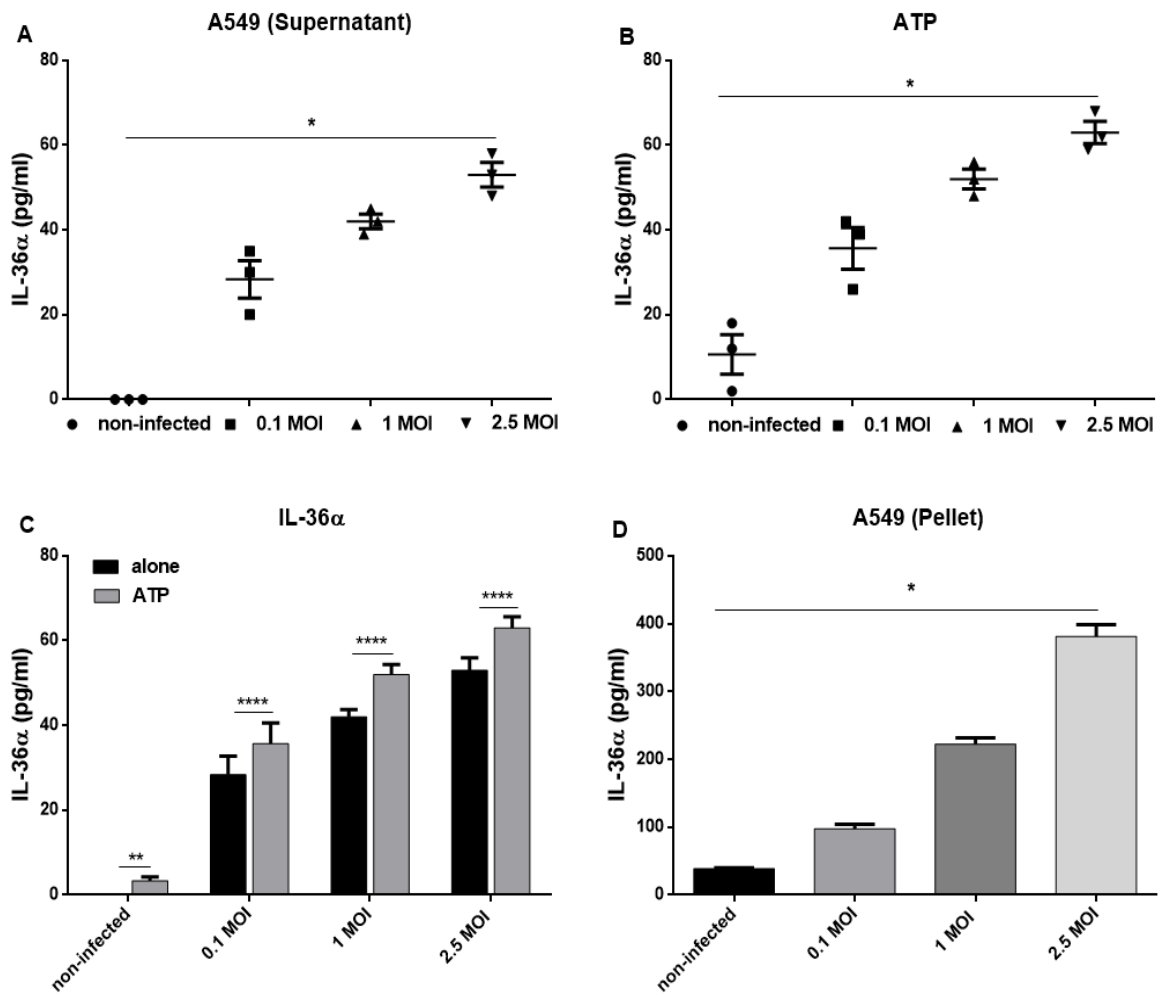 A
A549 (Supernatant)
IL-36α (pg/ml)
80
60
40
20
0
*
● non-infected ■ 0.1 MOI ▲ 1 MOI ▼ 2.5 MOI
B
ATP
IL-36α (pg/ml)
80
60
40
20
0
*
● non-infected ■ 0.1 MOI ▲ 1 MOI ▼ 2.5 MOI
C
IL-36α
IL-36α (pg/ml)
80
60
40
20
0
alone
ATP
**
****
****
****
non-infected
0.1 MOI
1 MOI
2.5 MOI
D
A549 (Pellet)
IL-36α (pg/ml)
500
400
300
200
100
0
*
non-infected
0.1 MOI
1 MOI
2.5 MOI